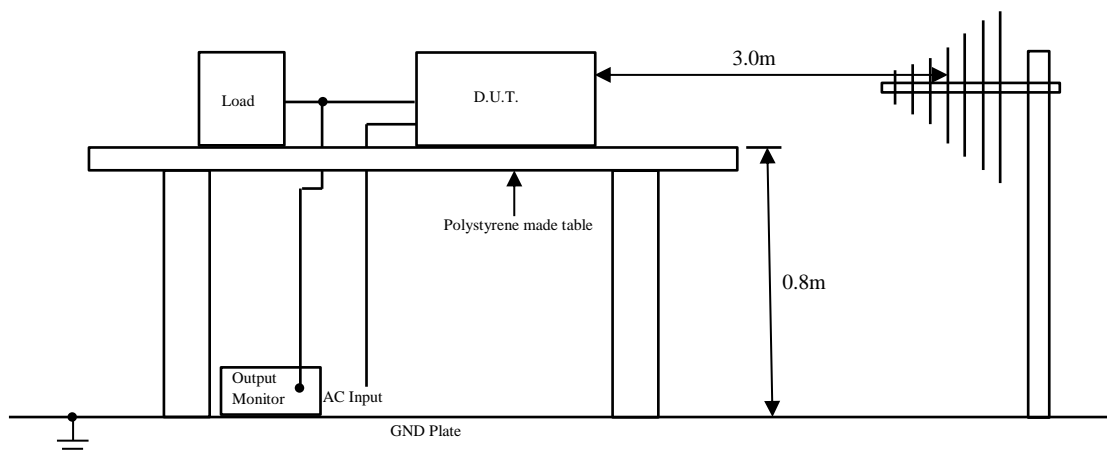 3.0m
Load
D.U.T.
Polystyrene made table
0.8m
Output
Monitor
AC Input
GND Plate